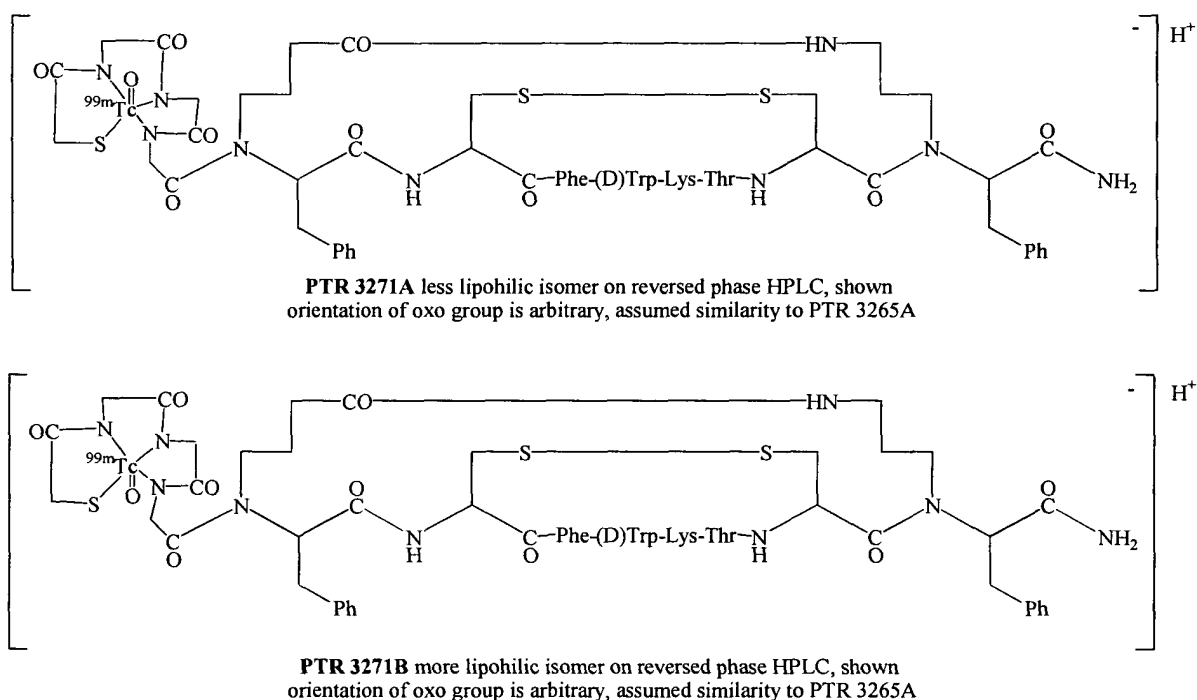 CO CO HN - H+
OC N O
99mTc N S S
N CO
S N O O
O N H O Phe-(D)Trp-Lys-Thr N H O N NH2
Ph Ph
PTR 3271A less lipohilic isomer on reversed phase HPLC, shown
orientation of oxo group is arbitrary, assumed similarity to PTR 3265A
CO CO HN - H+
OC N N
99mTc S S
O N CO
S N O O
O N H O Phe-(D)Trp-Lys-Thr N H O N NH2
Ph Ph
PTR 3271B more lipohilic isomer on reversed phase HPLC, shown
orientation of oxo group is arbitrary, assumed similarity to PTR 3265A